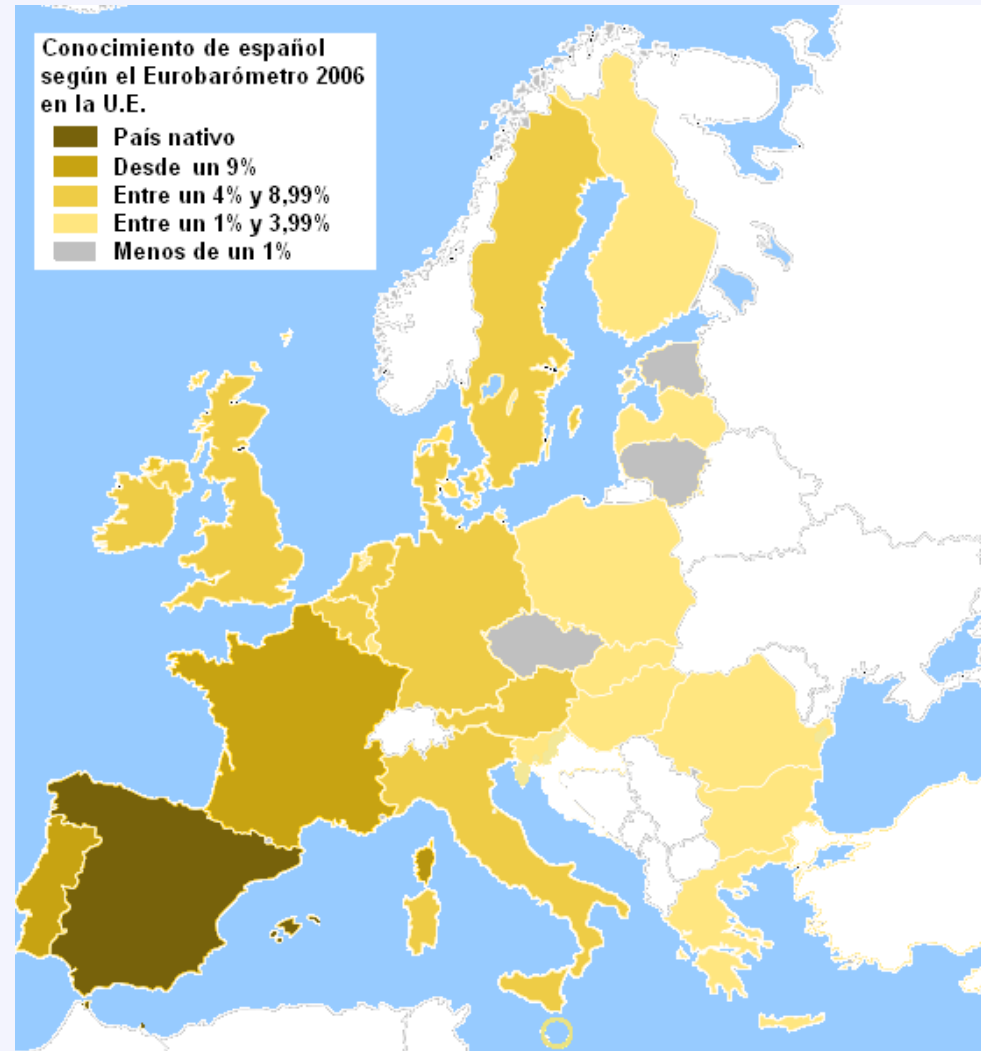 Conocimiento de español
según el Eurobarómetro 2006
en la U.E.
País nativo
Desde un 9%
Entre un 4% y 8,99%
Entre un 1% y 3,99%
Menos de un 1%